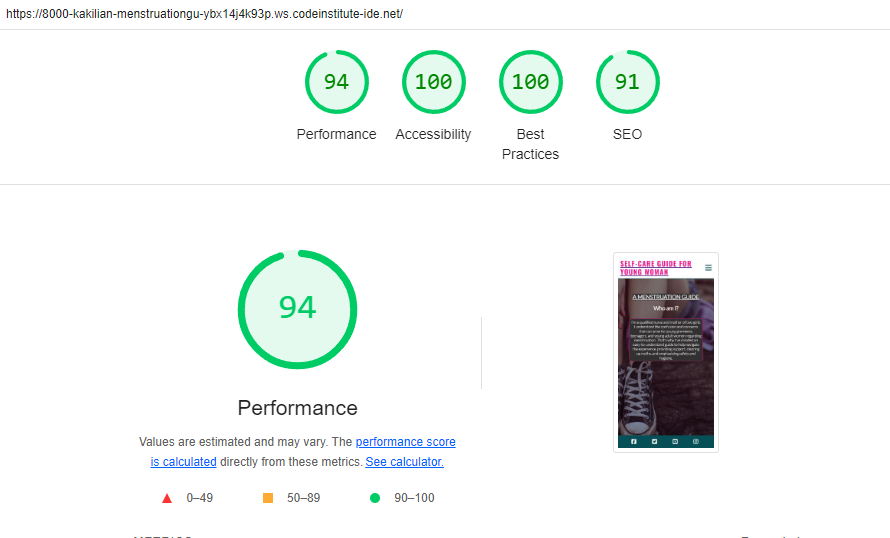 https://8000-kakilian-menstruationgu-ybx14j4k93p.ws.codeinstitute-ide.net/
94
100
100
91
Performance
Accessibility
Best
Practices
SEO
94
Performance
Values are estimated and may vary. The performance score
is calculated directly from these metrics. See calculator.
0–49
50–89
90–100
SELF-CARE GUIDE FOR
YOUNG WOMAN
A MENSTRUATION GUIDE
Who am I?